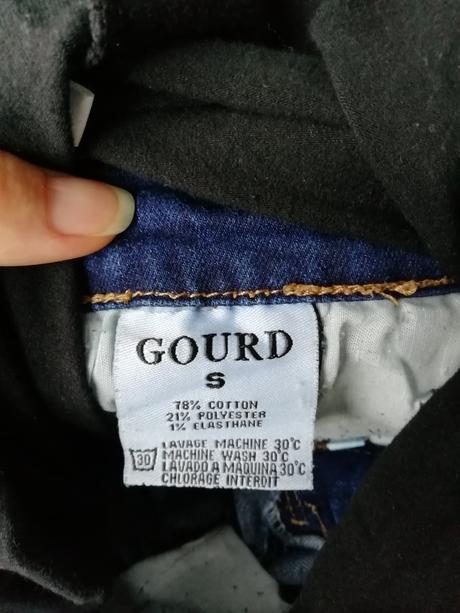 GOURD
S
78% COTTON
21% POLYESTER
1% ELASTHANE
LAVAGE MACHINE 30°C
30 MACHINE WASH 30°C
LAVADO A MAQUINA 30°C
CHLORAGE INTERDIT